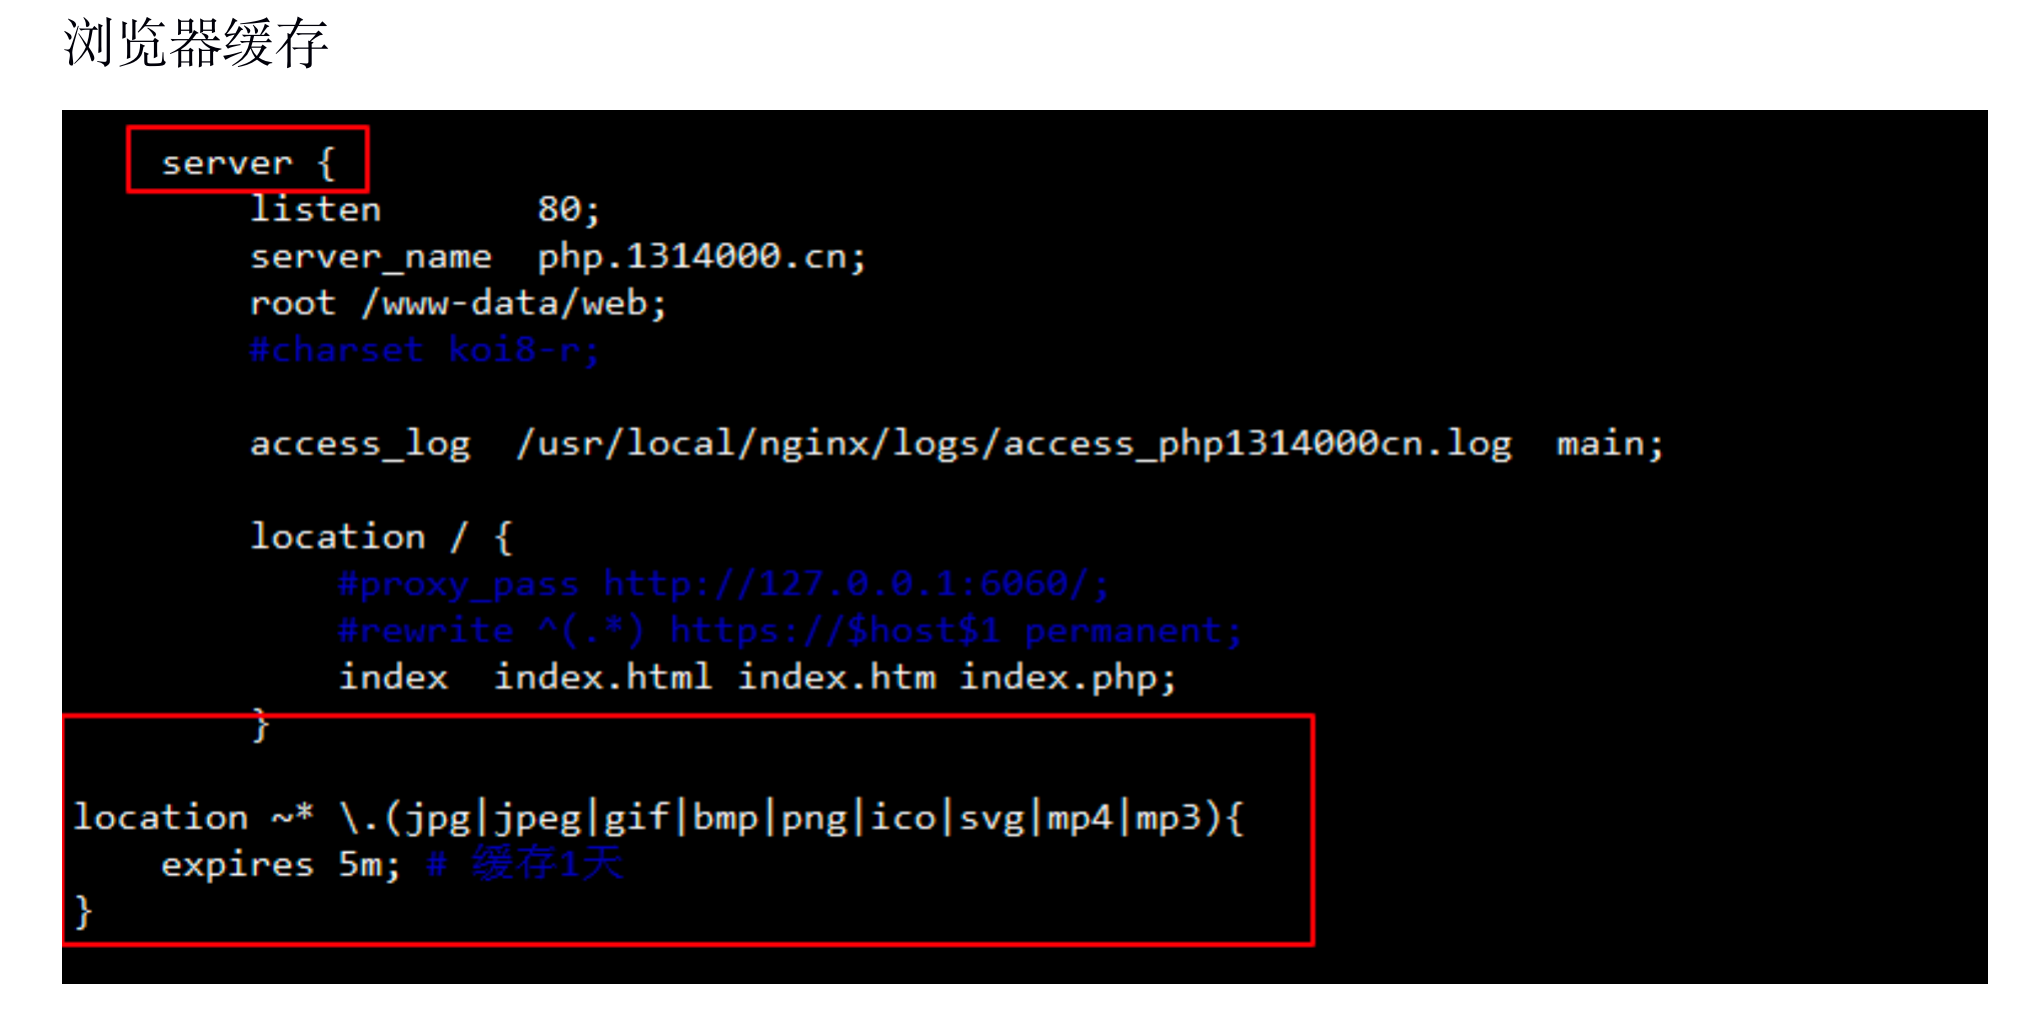 浏览器缓存
server {
listen       80;
server_name  php.1314000.cn;
root /www-data/web;
#charset koi8-r;
access_log  /usr/local/nginx/logs/access_php1314000cn.log  main;
location / {
#proxy_pass http://127.0.0.1:6060/;
#rewrite ^(.*) https://$host$1 permanent;
index  index.html index.htm index.php;
}
location ~* \.(jpg|jpeg|gif|bmp|png|ico|svg|mp4|mp3){
expires 5m; # 缓存1天
}